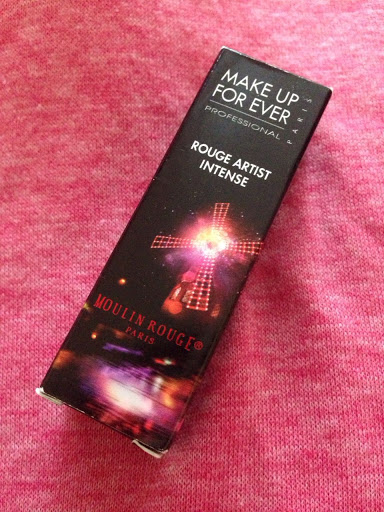 MAKE UP
FOR EVER
PROFESSIONAL
PARIS
ROUGE ARTIST
INTENSE
MOULIN ROUGE®
PARIS